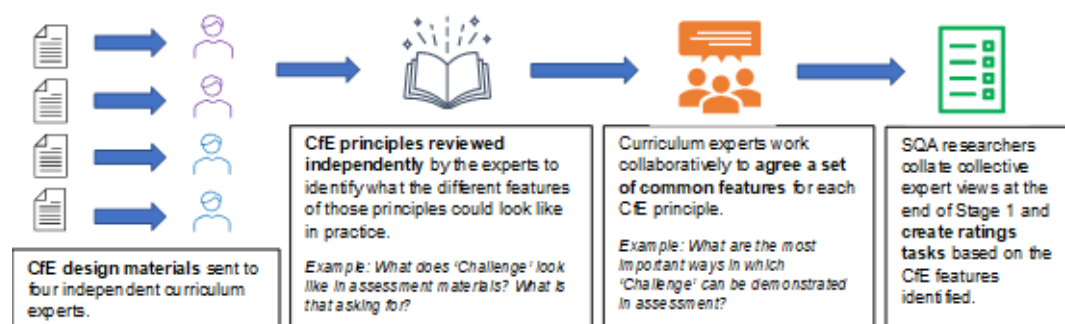 CfE design materials sent to
four independent curriculum
experts.
CfE principles reviewed
independently by the experts to
identify what the different features
of those principles could look like
in practice.
Example: What does ‘Challenge’ look
like in assessment materials? What is
that asking for?
Curriculum experts work
collaboratively to agree a set
of common features for each
CfE principle.
Example: What are the most
important ways in which
‘Challenge’ can be demonstrated
in assessment?
SQA researchers
collate collective
expert views at the
end of Stage 1 and
create ratings
tasks based on the
CfE features
identified.